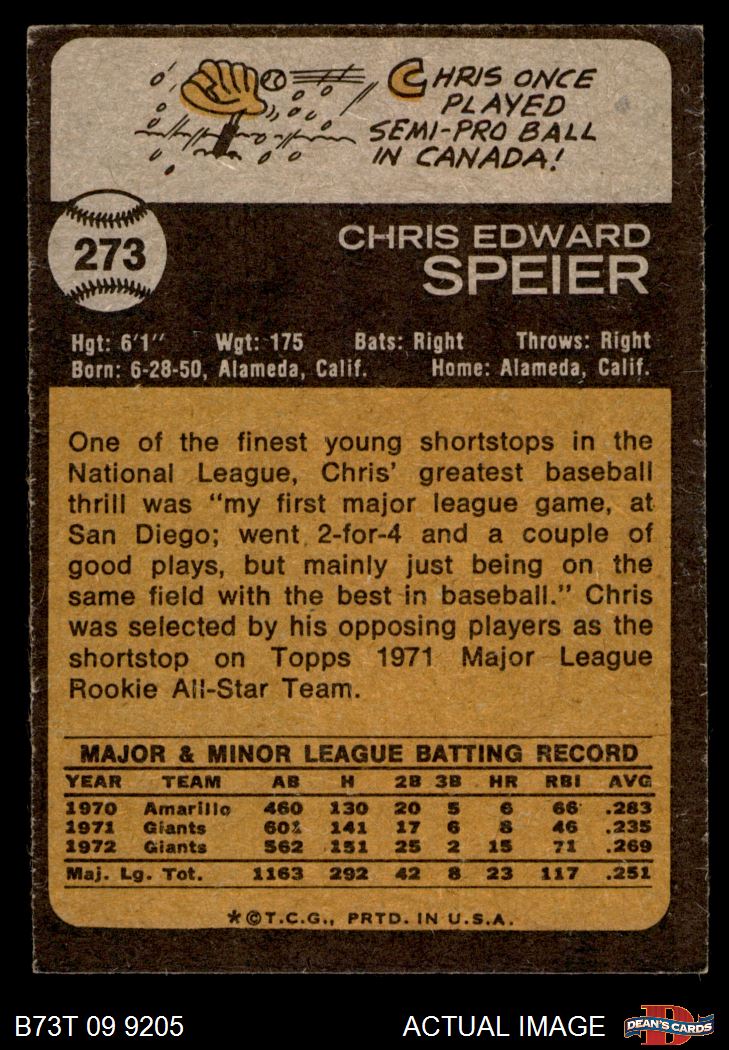 CHRIS ONCE
PLAYED
SEMI-PRO BALL
IN CANADA!
273
CHRIS EDWARD
SPEIER
Hgt: 6'1" Wgt: 175 Bats: Right Throws: Right
Born: 6-28-50, Alameda, Calif. Home: Alameda, Calif.
One of the finest young shortstops in the
National League, Chris' greatest baseball
thrill was "my first major league game, at
San Diego; went 2-for-4 and a couple of
good plays, but mainly just being on the
same field with the best in baseball." Chris
was selected by his opposing players as the
shortstop on Topps 1971 Major League
Rookie All-Star Team.
MAJOR & MINOR LEAGUE BATTING RECORD
YEAR TEAM AB H 2B 3B HR RBI AVG
1970 Amarillo 460 130 20 5 6 66 .283
1971 Giants 601 141 17 6 8 46 .235
1972 Giants 562 151 25 2 15 71 .269
Maj. Lg. Tot. 1163 292 42 8 23 117 .251
*©T.C.G., PRTD. IN U.S.A.
B73T 09 9205 ACTUAL IMAGE
D
DEAN'S CARDS